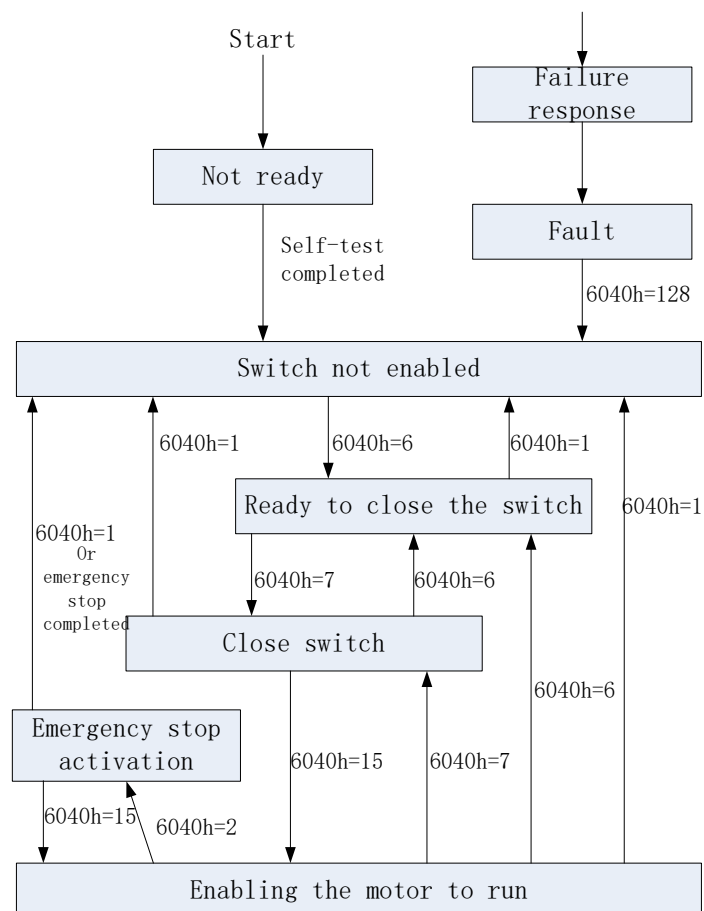 Start
Failure
response
Not ready
Fault
Self-test
completed
6040h=128
Switch not enabled
6040h=1
6040h=6
6040h=1
Ready to close the switch
6040h=1
6040h=1
Or
emergency
stop
completed
6040h=7
6040h=6
Close switch
6040h=6
Emergency stop
activation
6040h=15
6040h=7
6040h=15
6040h=2
Enabling the motor to run